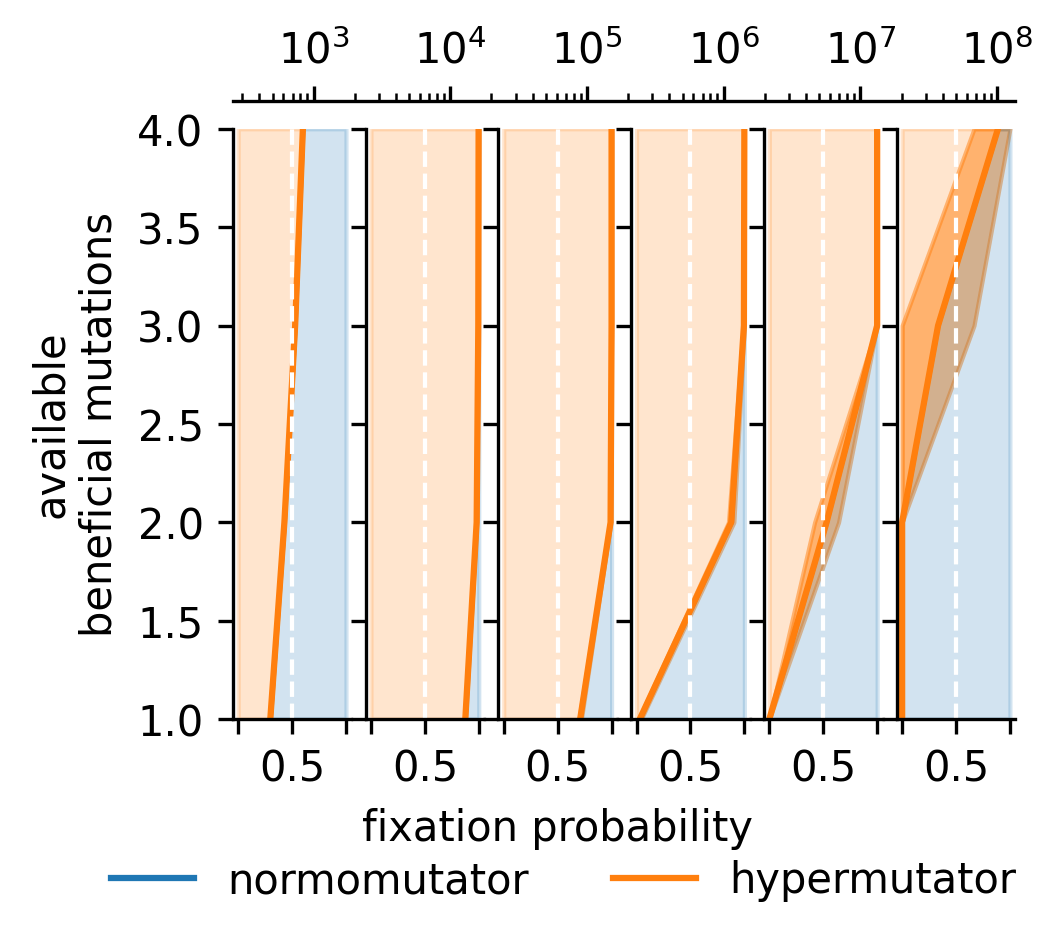 10³ 10⁴ 10⁵ 10⁶ 10⁷ 10⁸
4.0
3.5
3.0
2.5
2.0
1.5
1.0
available
beneficial mutations
0.5 0.5 0.5 0.5 0.5 0.5
fixation probability
normomutator hypermutator